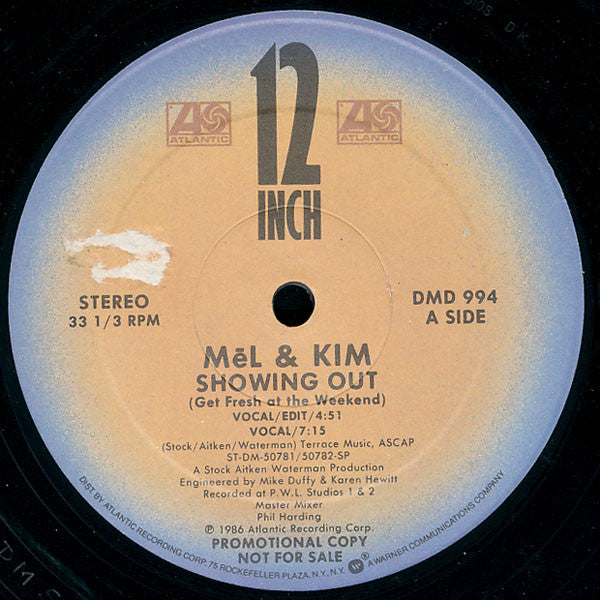 12
INCH
ATLANTIC
ATLANTIC
STEREO
33 1/3 RPM
DMD 994
A SIDE
MēL & KIM
SHOWING OUT
(Get Fresh at the Weekend)
VOCAL/EDIT/4:51
VOCAL/7:15
(Stock/Aitken/Waterman) Terrace Music, ASCAP
ST-DM-50781/50782-SP
A Stock Aitken Waterman Production
Engineered by Mike Duffy & Karen Hewitt
Recorded at P.W.L. Studios 1 & 2
Master Mixer
Phil Harding
℗ 1986 Atlantic Recording Corp.
PROMOTIONAL COPY
NOT FOR SALE
DIST. BY ATLANTIC RECORDING CORP. 75 ROCKEFELLER PLAZA, N.Y., N.Y. A WARNER COMMUNICATIONS COMPANY